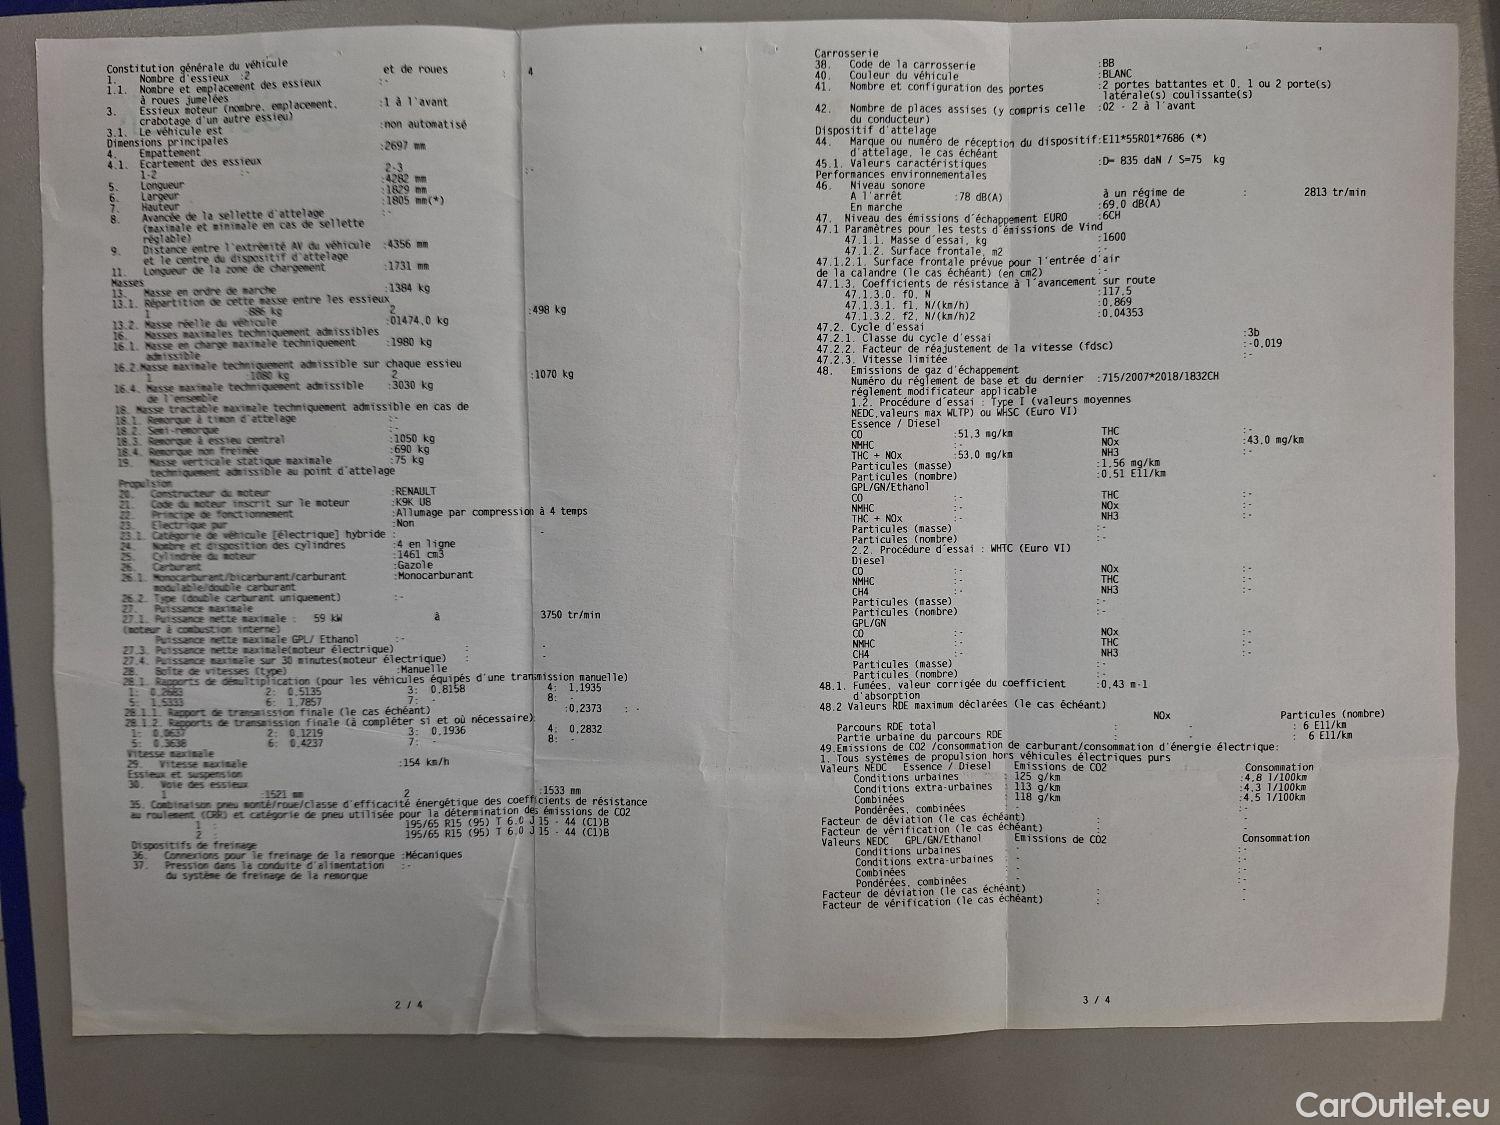 Constitution générale du véhicule
1. Nombre d'essieux :2 et de roues : 4
1.1. Nombre et emplacement des essieux :-
à roues jumelées
3. Essieux moteur (nombre, emplacement, :1 à l'avant
crabotage d'un autre essieu)
3.1. Le véhicule est :non automatisé
Dimensions principales
4. Empattement :2697 mm
4.1. Ecartement des essieux
1-2 :- 2-3 :-
5. Longueur :4282 mm
6. Largeur :1829 mm
7. Hauteur :1805 mm(*)
8. Avancée de la sellette d'attelage :-
(maximale et minimale en cas de sellette :-
réglable)
9. Distance entre l'extrémité AV du véhicule :4356 mm
et le centre du dispositif d'attelage
11. Longueur de la zone de chargement :1731 mm
Masses
13. Masse en ordre de marche :1384 kg
13.1. Répartition de cette masse entre les essieux
1 :886 kg 2 :498 kg
13.2. Masse réelle du véhicule :01474,0 kg
16. Masses maximales techniquement admissibles
16.1. Masse en charge maximale techniquement :1980 kg
admissible
16.2.Masse maximale techniquement admissible sur chaque essieu
1 :1080 kg 2 :1070 kg
16.4. Masse maximale techniquement admissible :3030 kg
de l'ensemble
18. Masse tractable maximale techniquement admissible en cas de
18.1. Remorque à timon d'attelage :-
18.2. Semi-remorque :-
18.3. Remorque à essieu central :1050 kg
18.4. Remorque non freinée :690 kg
19. Masse verticale statique maximale :75 kg
techniquement admissible au point d'attelage
Propulsion
20. Constructeur du moteur :RENAULT
21. Code du moteur inscrit sur le moteur :K9K U8
22. Principe de fonctionnement :Allumage par compression à 4 temps
23. Electrique pur :Non
23.1. Catégorie de véhicule [électrique] hybride : -
24. Nombre et disposition des cylindres :4 en ligne
25. Cylindrée du moteur :1461 cm3
26. Carburant :Gazole
26.1. Monocarburant/bicarburant/carburant :Monocarburant
modulable/double carburant
26.2. Type (double carburant uniquement) :-
27. Puissance maximale
27.1. Puissance nette maximale : 59 kW à 3750 tr/min
(moteur à combustion interne)
Puissance nette maximale GPL/ Ethanol :- -
27.3. Puissance nette maximale(moteur électrique) : -
27.4. Puissance maximale sur 30 minutes(moteur électrique) : -
28. Boîte de vitesses (type) :Manuelle
28.1. Rapports de démultiplication (pour les véhicules équipés d'une transmission manuelle)
1: 0,2683 2: 0,5135 3: 0,8158 4: 1,1935
5: 1,5333 6: 1,7857 7: - 8: -
28.1.1. Rapport de transmission finale (le cas échéant) :0,2373 : -
28.1.2. Rapports de transmission finale (à compléter si et où nécessaire):
1: 0,0637 2: 0,1219 3: 0,1936 4: 0,2832
5: 0,3638 6: 0,4237 7: - 8: -
Vitesse maximale
29. Vitesse maximale :154 km/h
Essieux et suspension
30. Voie des essieux
1 :1521 mm 2 :1533 mm
35. Combinaison pneu monté/roue/classe d'efficacité énergétique des coefficients de résistance
au roulement (CRR) et catégorie de pneu utilisée pour la détermination des émissions de CO2
1 : 195/65 R15 (95) T 6.0 J 15 - 44 (C1)B
2 : 195/65 R15 (95) T 6.0 J 15 - 44 (C1)B
Dispositifs de freinage
36. Connexions pour le freinage de la remorque :Mécaniques
37. Pression dans la conduite d'alimentation :-
du système de freinage de la remorque
2 / 4
Carrosserie
38. Code de la carrosserie :BB
40. Couleur du véhicule :BLANC
41. Nombre et configuration des portes :2 portes battantes et 0, 1 ou 2 porte(s)
latérale(s) coulissante(s)
42. Nombre de places assises (y compris celle :02 - 2 à l'avant
du conducteur)
Dispositif d'attelage
44. Marque ou numéro de réception du dispositif:E11*55R01*7686 (*)
d'attelage, le cas échéant
45.1. Valeurs caractéristiques :D= 835 daN / S=75 kg
Performances environnementales
46. Niveau sonore
A l'arrêt :78 dB(A) à un régime de : 2813 tr/min
En marche :69.0 dB(A)
47. Niveau des émissions d'échappement EURO :6CH
47.1 Paramètres pour les tests d'émissions de Vind
47.1.1. Masse d'essai, kg :1600
47.1.2. Surface frontale, m2 :-
47.1.2.1. Surface frontale prévue pour l'entrée d'air
de la calandre (le cas échéant) (en cm2) :-
47.1.3. Coefficients de résistance à l'avancement sur route
47.1.3.0. f0, N :117,5
47.1.3.1. f1, N/(km/h) :0,869
47.1.3.2. f2, N/(km/h)2 :0,04353
47.2. Cycle d'essai
47.2.1. Classe du cycle d'essai :3b
47.2.2. Facteur de réajustement de la vitesse (fdsc) :-0,019
47.2.3. Vitesse limitée :-
48. Emissions de gaz d'échappement
Numéro du réglement de base et du dernier :715/2007*2018/1832CH
réglement modificateur applicable
1.2. Procédure d'essai : Type I (valeurs moyennes
NEDC,valeurs max WLTP) ou WHSC (Euro VI)
Essence / Diesel
CO :51,3 mg/km THC :-
NMHC :- NOx :43,0 mg/km
THC + NOx :53,0 mg/km NH3 :-
Particules (masse) :1,56 mg/km
Particules (nombre) :0,51 E11/km
GPL/GN/Ethanol
CO :- THC :-
NMHC :- NOx :-
THC + NOx :- NH3 :-
Particules (masse) :-
Particules (nombre) :-
2.2. Procédure d'essai : WHTC (Euro VI)
Diesel
CO :- NOx :-
NMHC :- THC :-
CH4 :- NH3 :-
Particules (masse) :-
Particules (nombre) :-
GPL/GN
CO :- NOx :-
NMHC :- THC :-
CH4 :- NH3 :-
Particules (masse) :-
Particules (nombre) :-
48.1. Fumées, valeur corrigée du coefficient :0,43 m-1
d'absorption
48.2 Valeurs RDE maximum déclarées (le cas échéant)
NOx Particules (nombre)
Parcours RDE total : - : 6 E11/km
Partie urbaine du parcours RDE : - : 6 E11/km
49.Emissions de CO2 /consommation de carburant/consommation d'énergie électrique:
1. Tous systèmes de propulsion hors véhicules électriques purs
Valeurs NEDC Essence / Diesel Emissions de CO2 Consommation
Conditions urbaines : 125 g/km :4,8 l/100km
Conditions extra-urbaines : 113 g/km :4,3 l/100km
Combinées : 118 g/km :4,5 l/100km
Pondérées, combinées : - :-
Facteur de déviation (le cas échéant) : -
Facteur de vérification (le cas échéant) : -
Valeurs NEDC GPL/GN/Ethanol Emissions de CO2 Consommation
Conditions urbaines : - :-
Conditions extra-urbaines : - :-
Combinées : - :-
Pondérées, combinées : - :-
Facteur de déviation (le cas échéant) : -
Facteur de vérification (le cas échéant) : -
3 / 4
CarOutlet.eu